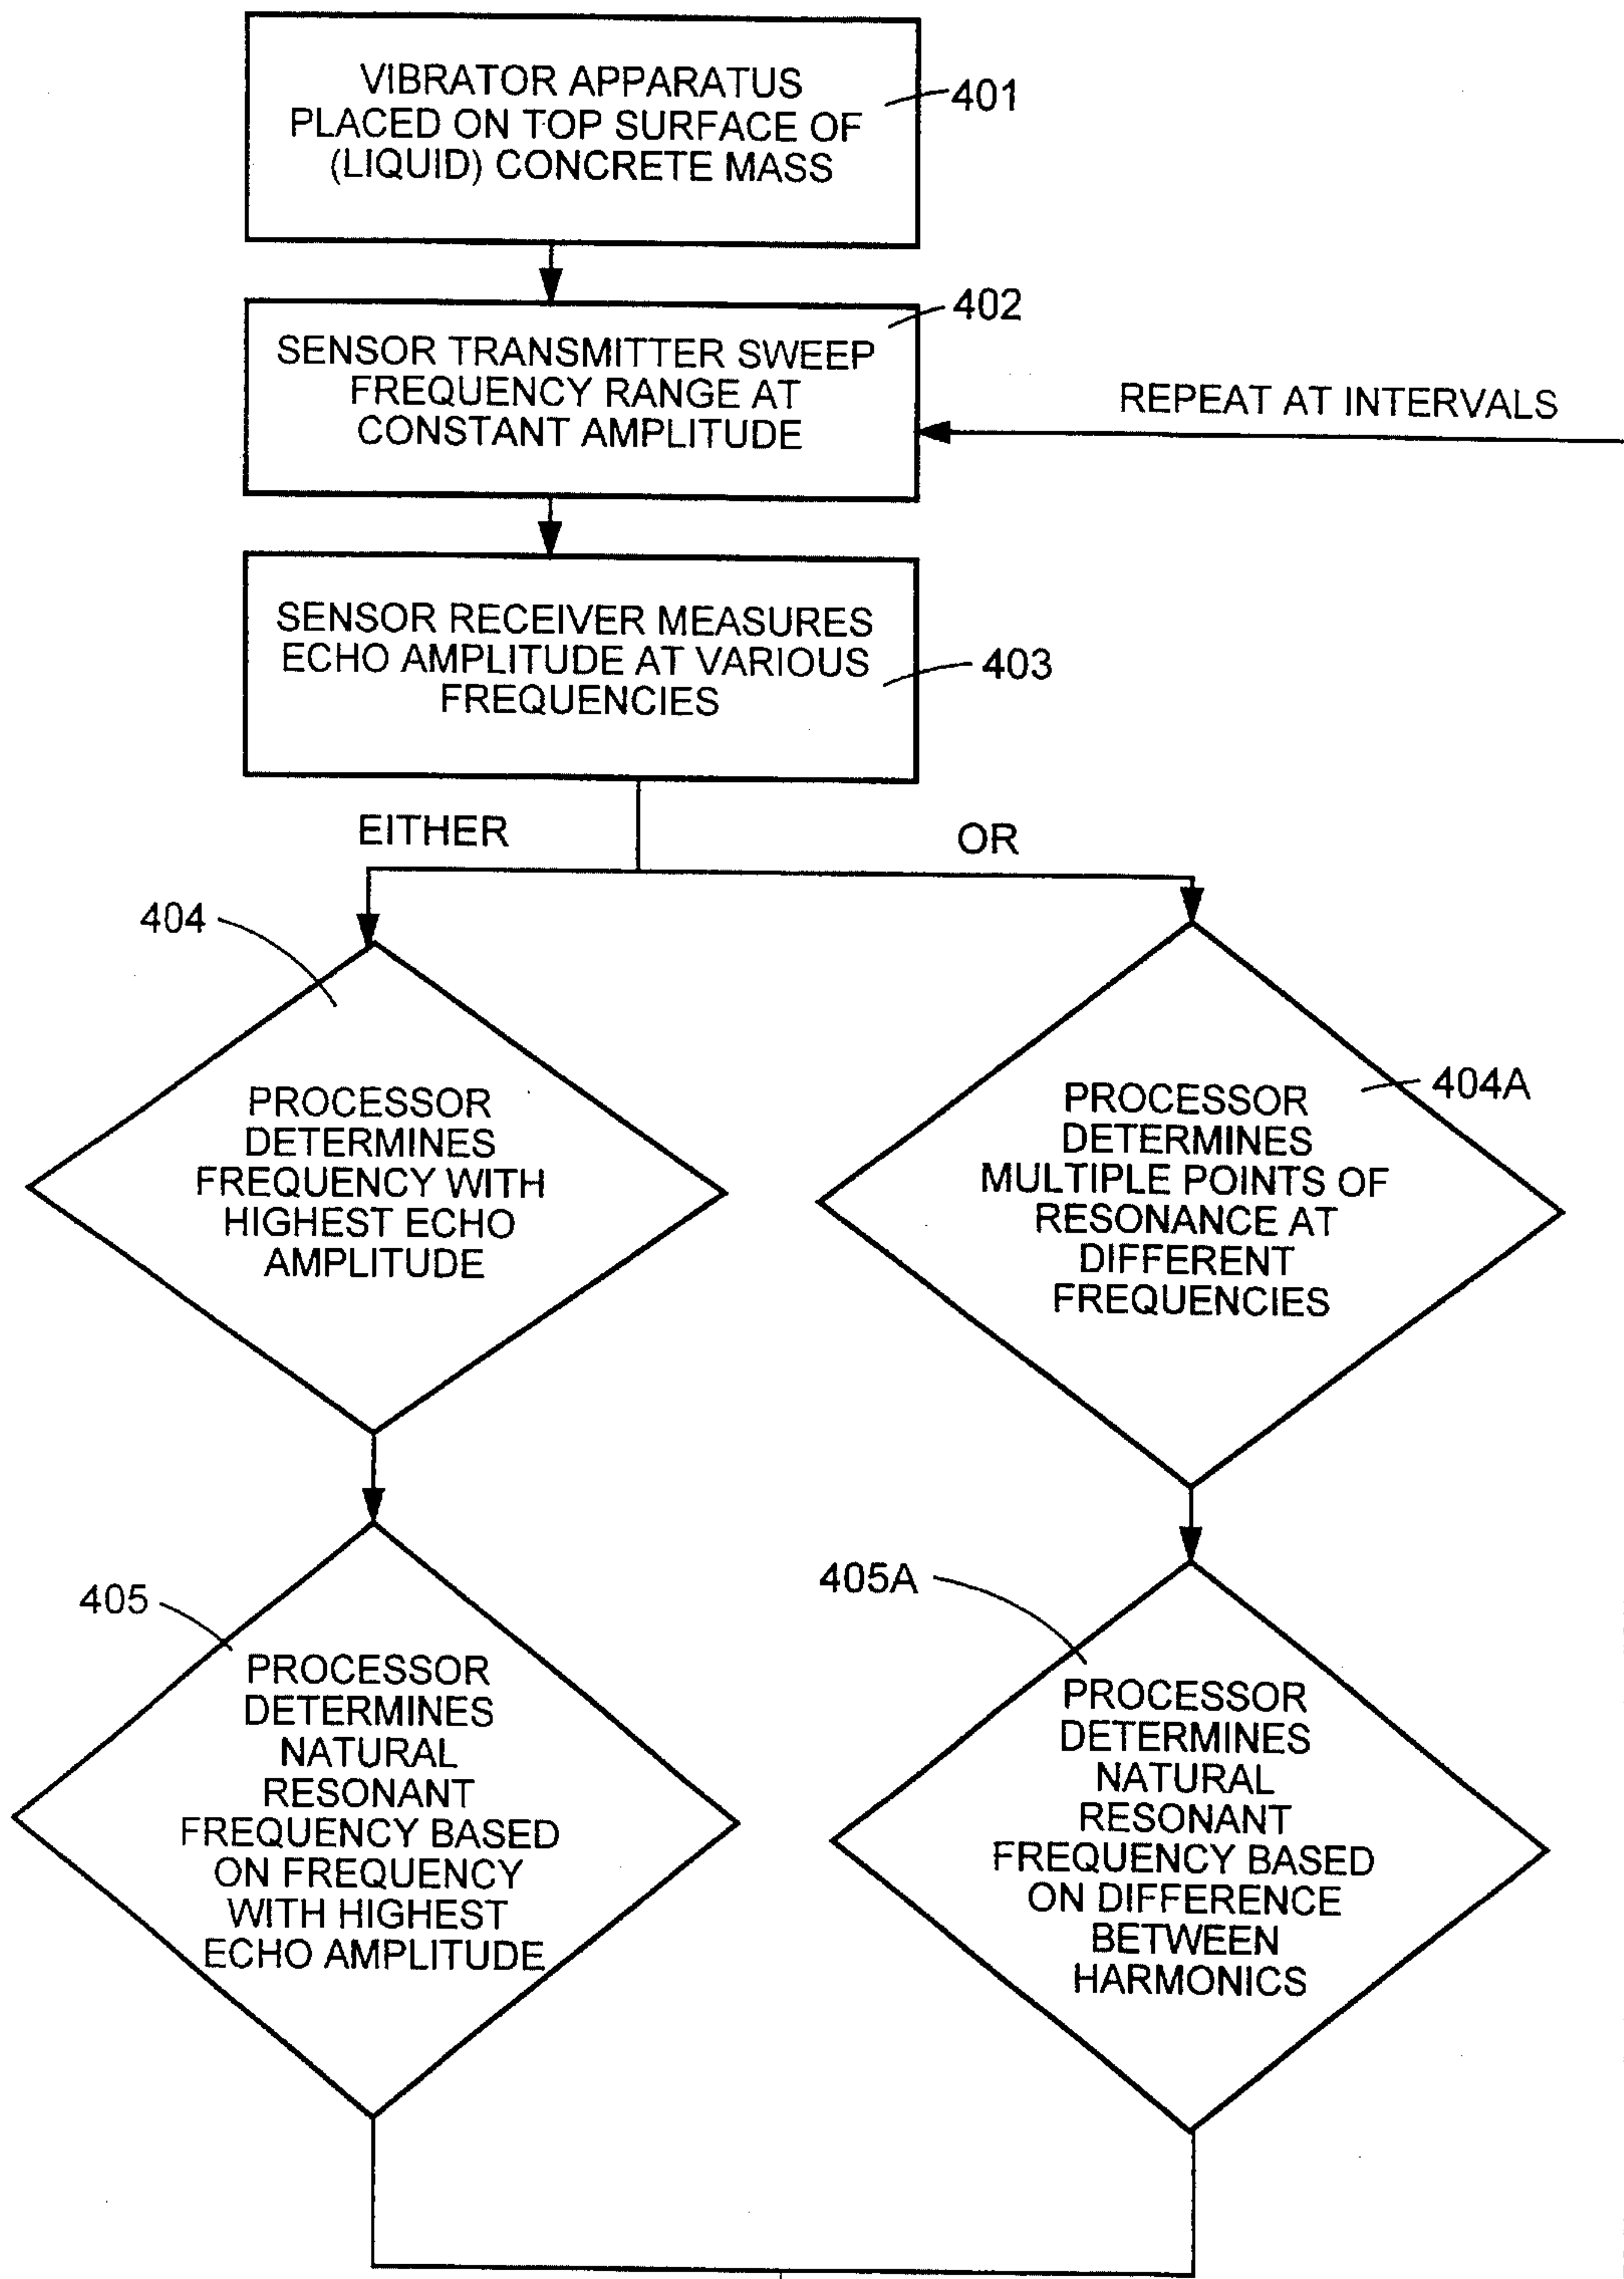 VIBRATOR APPARATUS
PLACED ON TOP SURFACE OF
(LIQUID) CONCRETE MASS
401
402
SENSOR TRANSMITTER SWEEP
FREQUENCY RANGE AT
CONSTANT AMPLITUDE
REPEAT AT INTERVALS
SENSOR RECEIVER MEASURES
ECHO AMPLITUDE AT VARIOUS
FREQUENCIES
403
EITHER
OR
404
PROCESSOR
DETERMINES
FREQUENCY WITH
HIGHEST ECHO
AMPLITUDE
404A
PROCESSOR
DETERMINES
MULTIPLE POINTS OF
RESONANCE AT
DIFFERENT
FREQUENCIES
405
PROCESSOR
DETERMINES
NATURAL
RESONANT
FREQUENCY BASED
ON FREQUENCY
WITH HIGHEST
ECHO AMPLITUDE
405A
PROCESSOR
DETERMINES
NATURAL
RESONANT
FREQUENCY BASED
ON DIFFERENCE
BETWEEN
HARMONICS